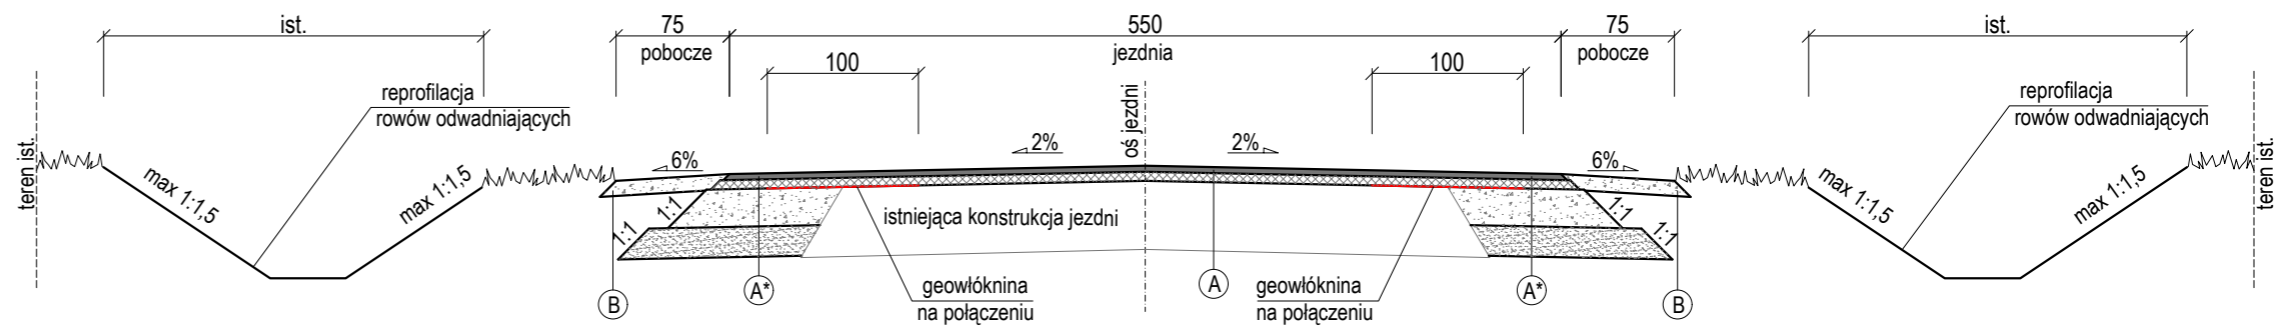 ist.
75
550
75
ist.
pobocze
jezdnia
pobocze
100
100
reprofilacja
rowów odwadniających
oś jezdni
reprofilacja
rowów odwadniających
teren ist.
6%
2%
2%
6%
teren ist.
max 1:1,5
max 1:1,5
1:1
1:1
istniejąca konstrukcja jezdni
1:1
1:1
max 1:1,5
max 1:1,5
B
A*
geowłóknina
na połączeniu
A
geowłóknina
na połączeniu
A*
B